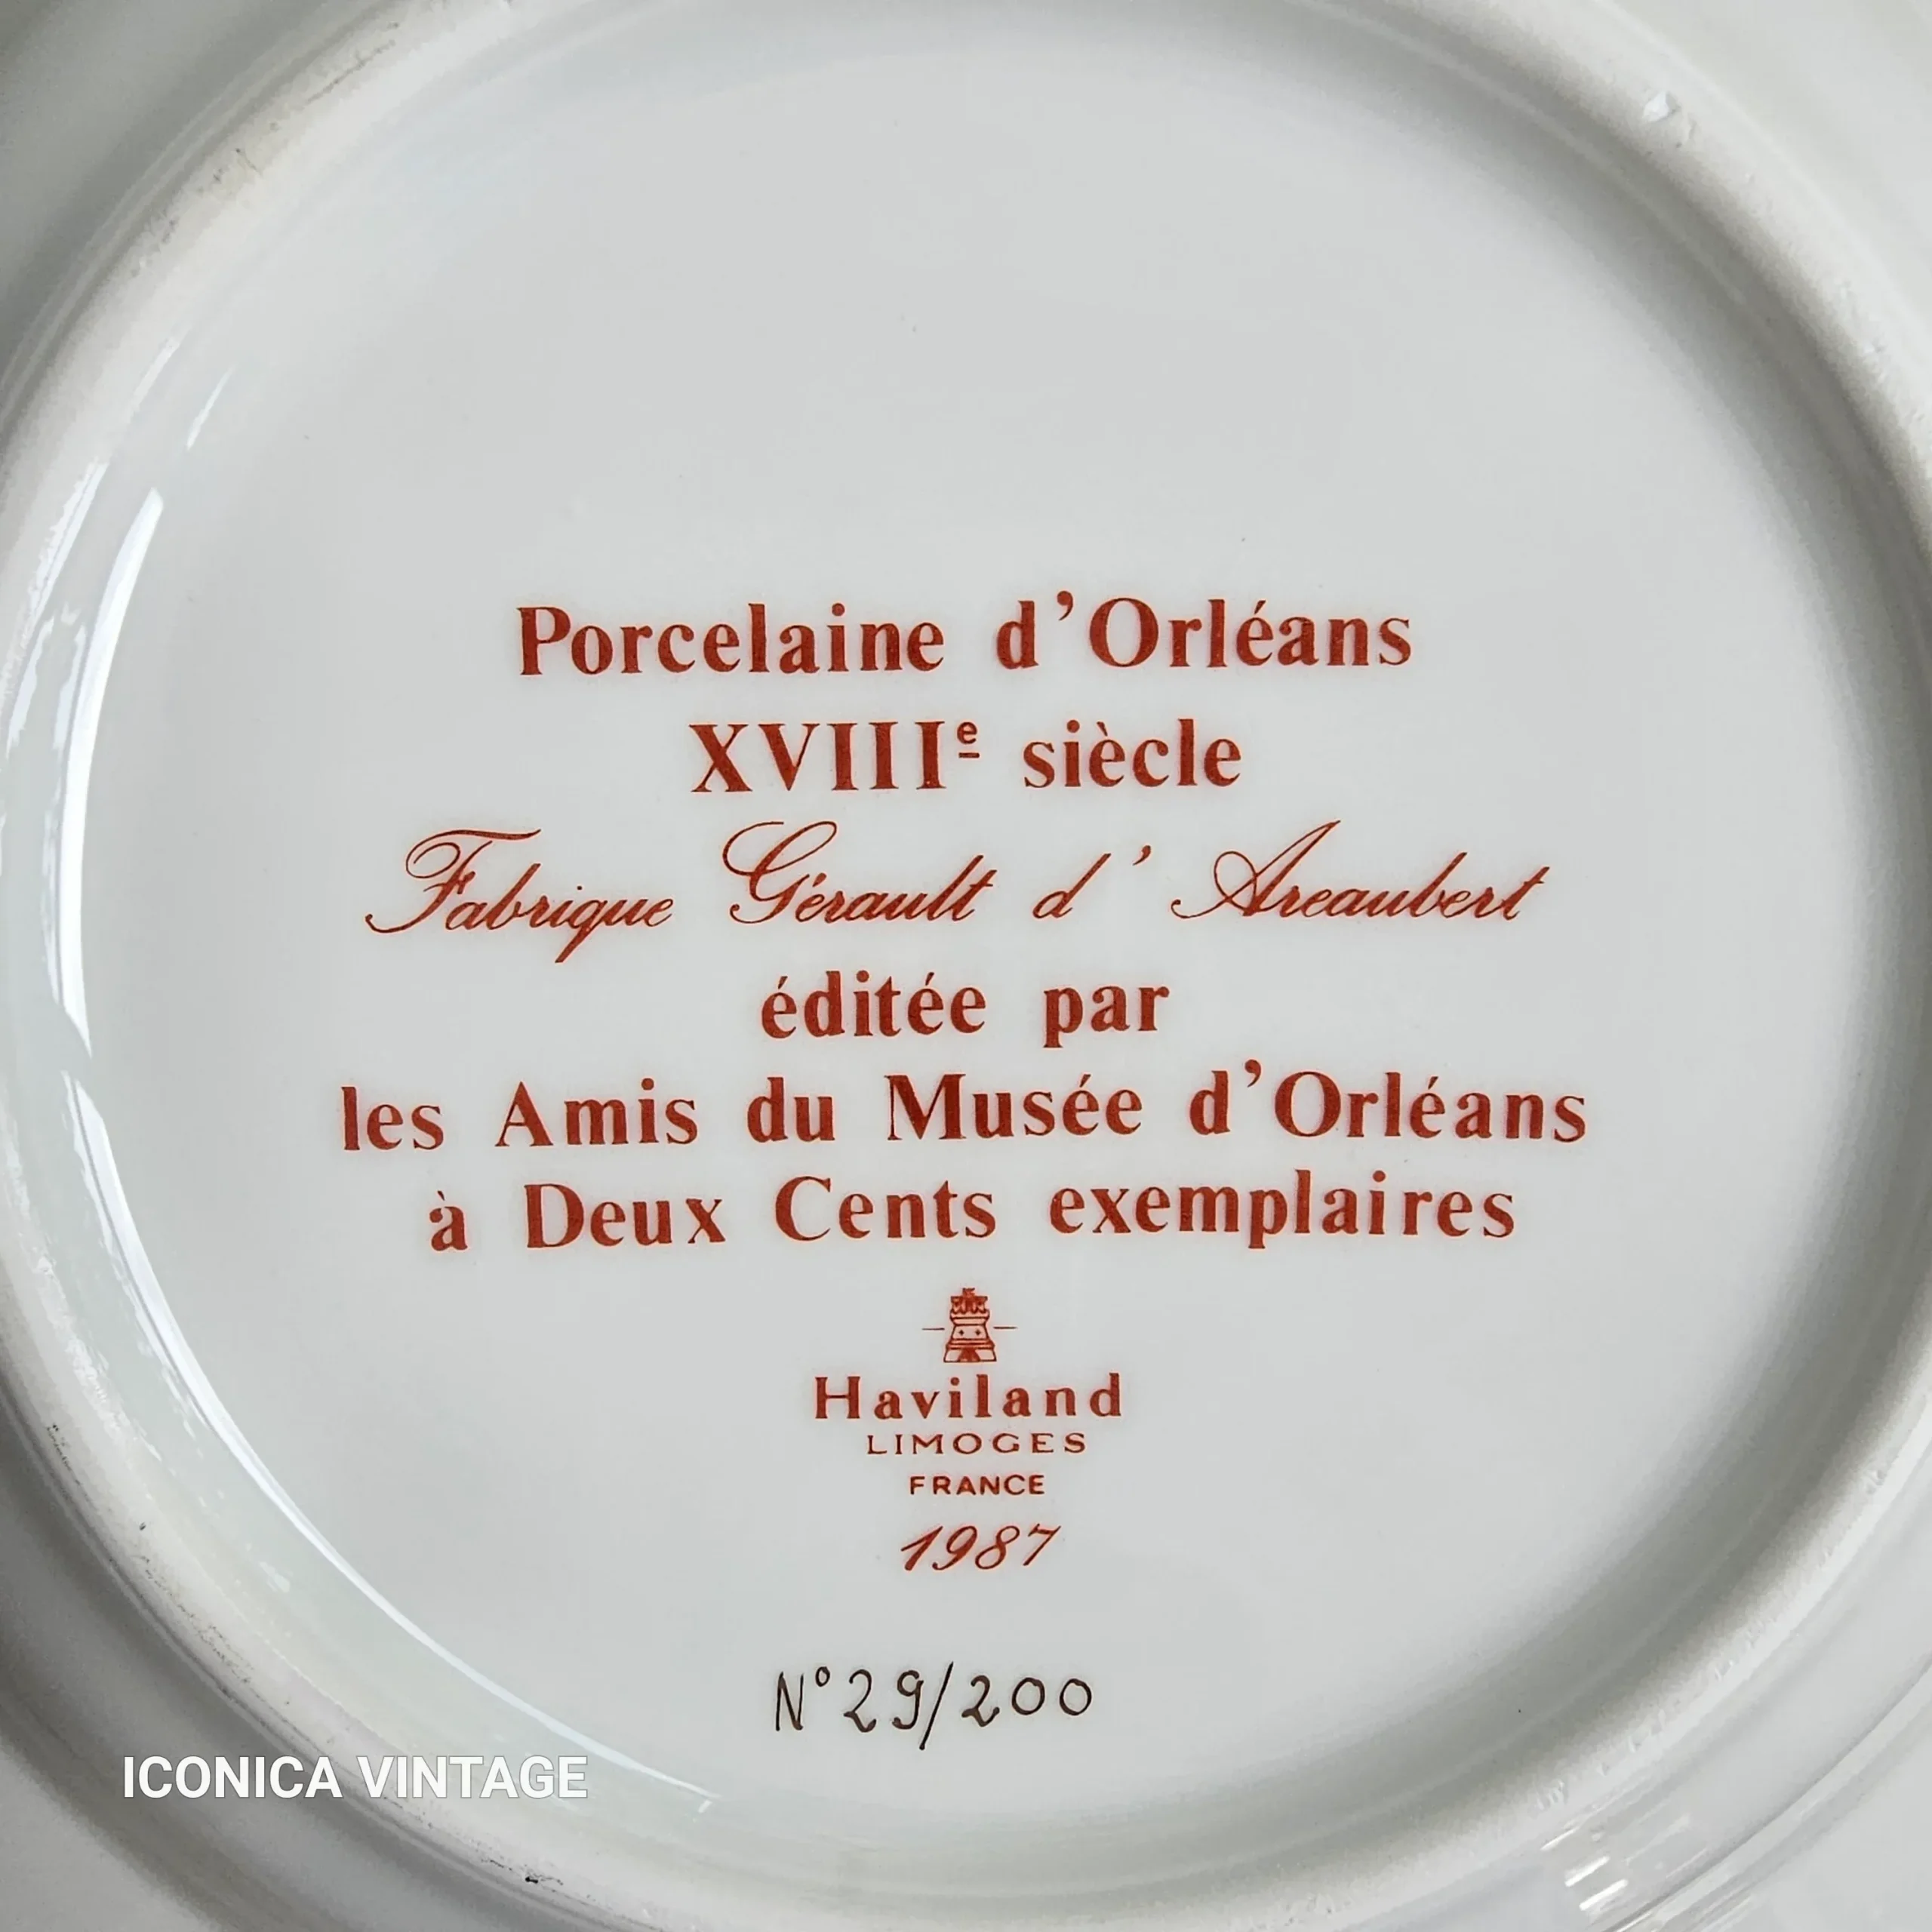 Porcelaine d'Orléans
XVIIIe siècle
Fabrique Gérault d'Areaubert
éditée par
les Amis du Musée d'Orléans
à Deux Cents exemplaires
Haviland
LIMOGES
FRANCE
1987
N°29/200
ICONICA VINTAGE